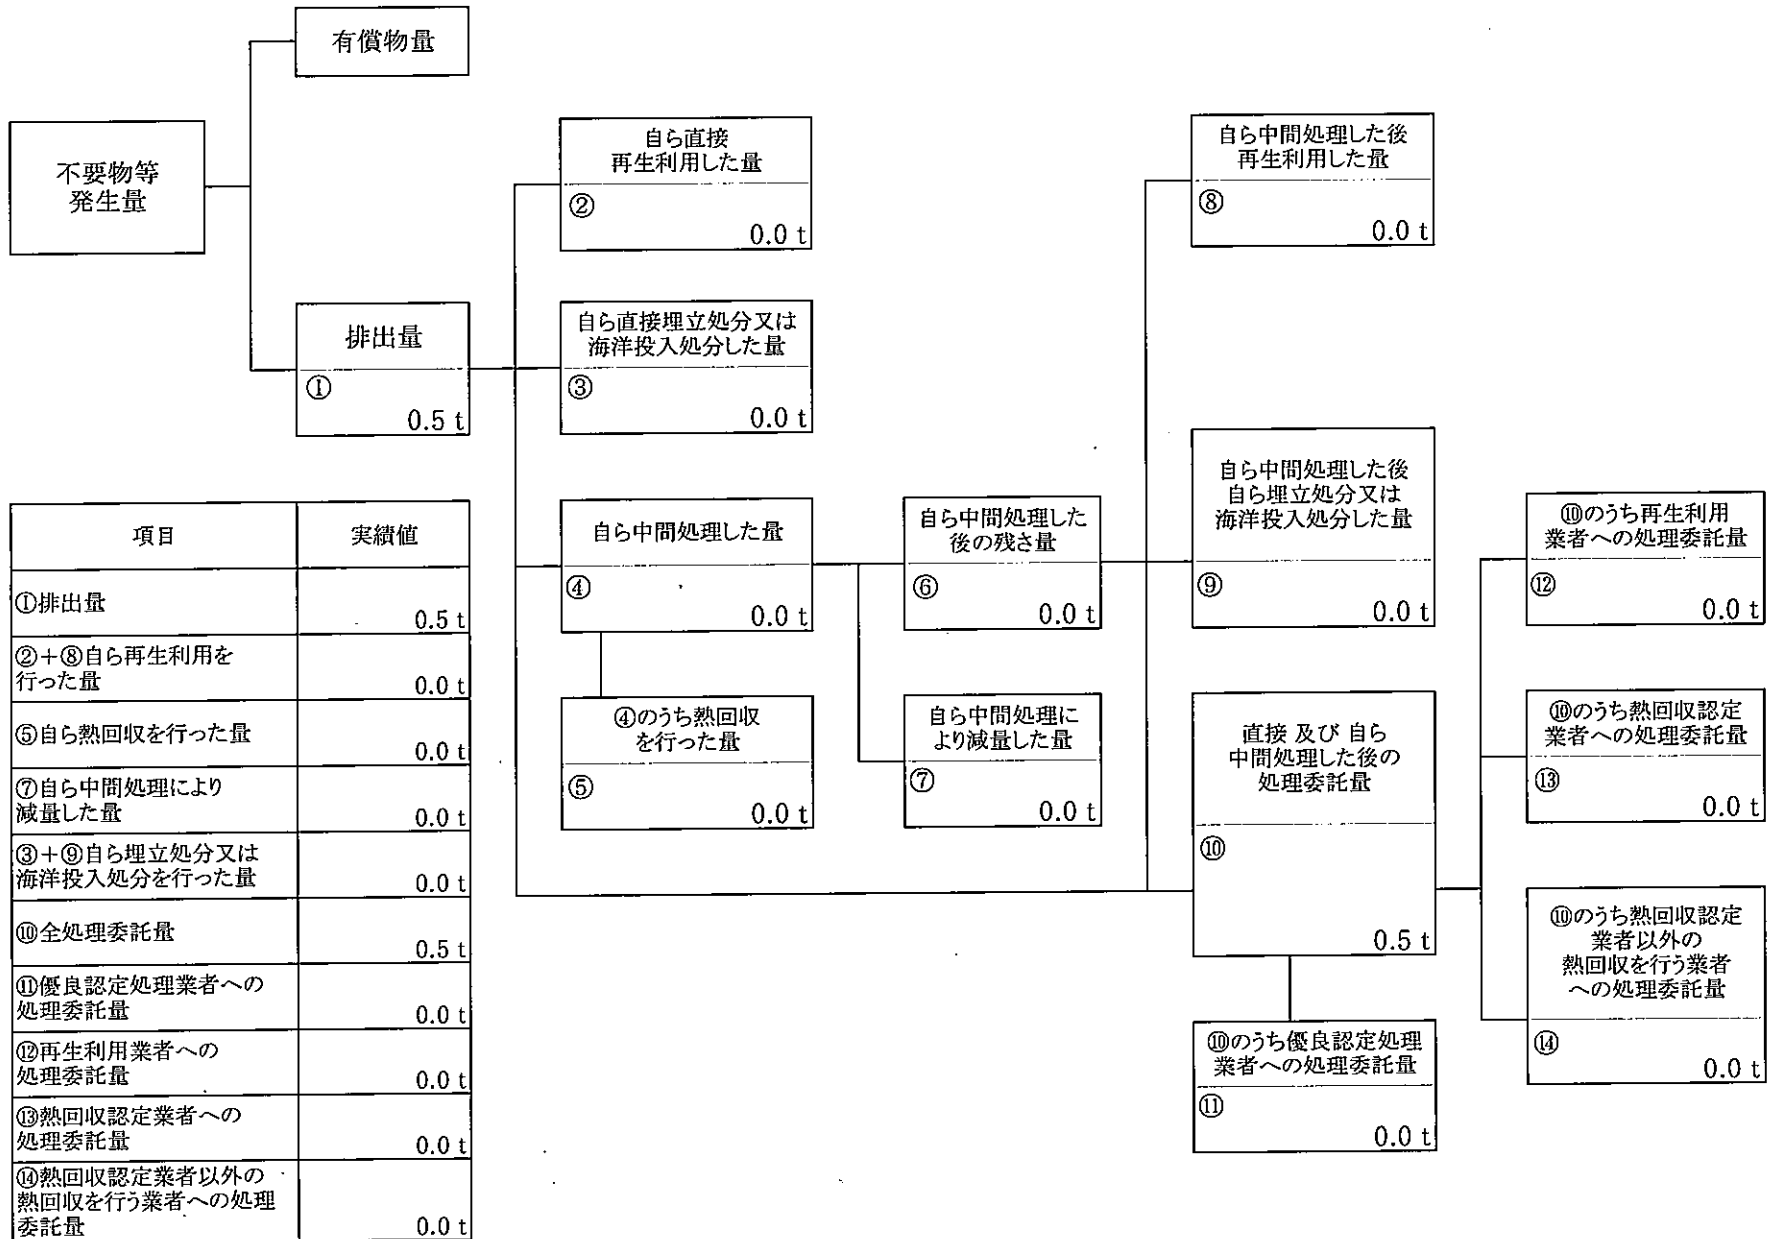 有償物量
不要物等
発生量
排出量
①
0.5 t
自ら直接
再生利用した量
②
0.0 t
自ら直接埋立処分又は
海洋投入処分した量
③
0.0 t
自ら中間処理した量
④
0.0 t
④のうち熱回収
を行った量
⑤
0.0 t
自ら中間処理した
後の残さ量
⑥
0.0 t
自ら中間処理に
より減量した量
⑦
0.0 t
自ら中間処理した後
再生利用した量
⑧
0.0 t
自ら中間処理した後
自ら埋立処分又は
海洋投入処分した量
⑨
0.0 t
直接 及び 自ら
中間処理した後の
処理委託量
⑩
0.5 t
⑩のうち優良認定処理
業者への処理委託量
⑪
0.0 t
⑩のうち再生利用
業者への処理委託量
⑫
0.0 t
⑩のうち熱回収認定
業者への処理委託量
⑬
0.0 t
⑩のうち熱回収認定
業者以外の
熱回収を行う業者
への処理委託量
⑭
0.0 t
項目 実績値
①排出量
0.5 t
②+⑧自ら再生利用を
行った量 0.0 t
⑤自ら熱回収を行った量
0.0 t
⑦自ら中間処理により
減量した量 0.0 t
③+⑨自ら埋立処分又は
海洋投入処分を行った量 0.0 t
⑩全処理委託量
0.5 t
⑪優良認定処理業者への
処理委託量 0.0 t
⑫再生利用業者への
処理委託量 0.0 t
⑬熱回収認定業者への
処理委託量 0.0 t
⑭熱回収認定業者以外の
熱回収を行う業者への処理
委託量 0.0 t